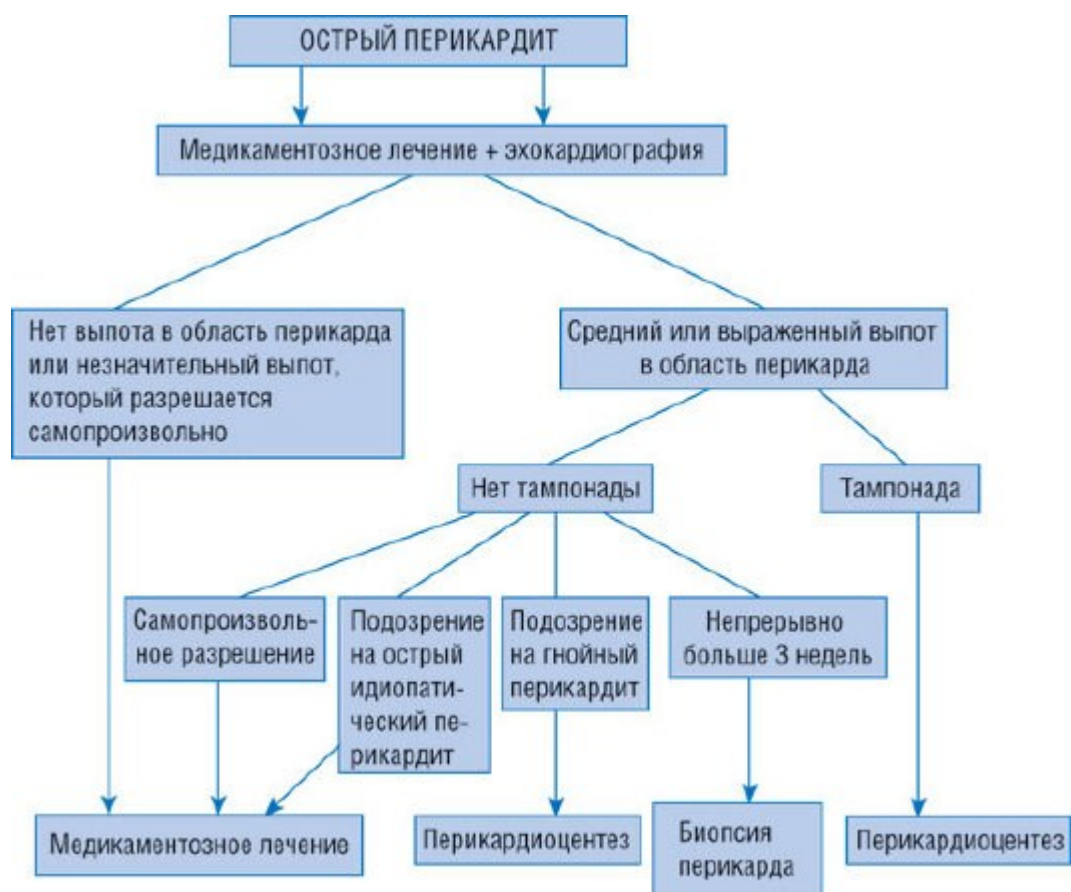 ОСТРЫЙ ПЕРИКАРДИТ
Медикаментозное лечение + эхокардиография
Нет выпота в область перикарда
или незначительный выпот,
который разрешается
самопроизвольно
Средний или выраженный выпот
в область перикарда
Нет тампонады
Тампонада
Самопроизволь-
ное разрешение
Подозрение
на острый
идиопати-
ческий пе-
рикардит
Подозрение
на гнойный
перикардит
Непрерывно
больше 3 недель
Медикаментозное лечение
Перикардиоцентез
Биопсия
перикарда
Перикардиоцентез